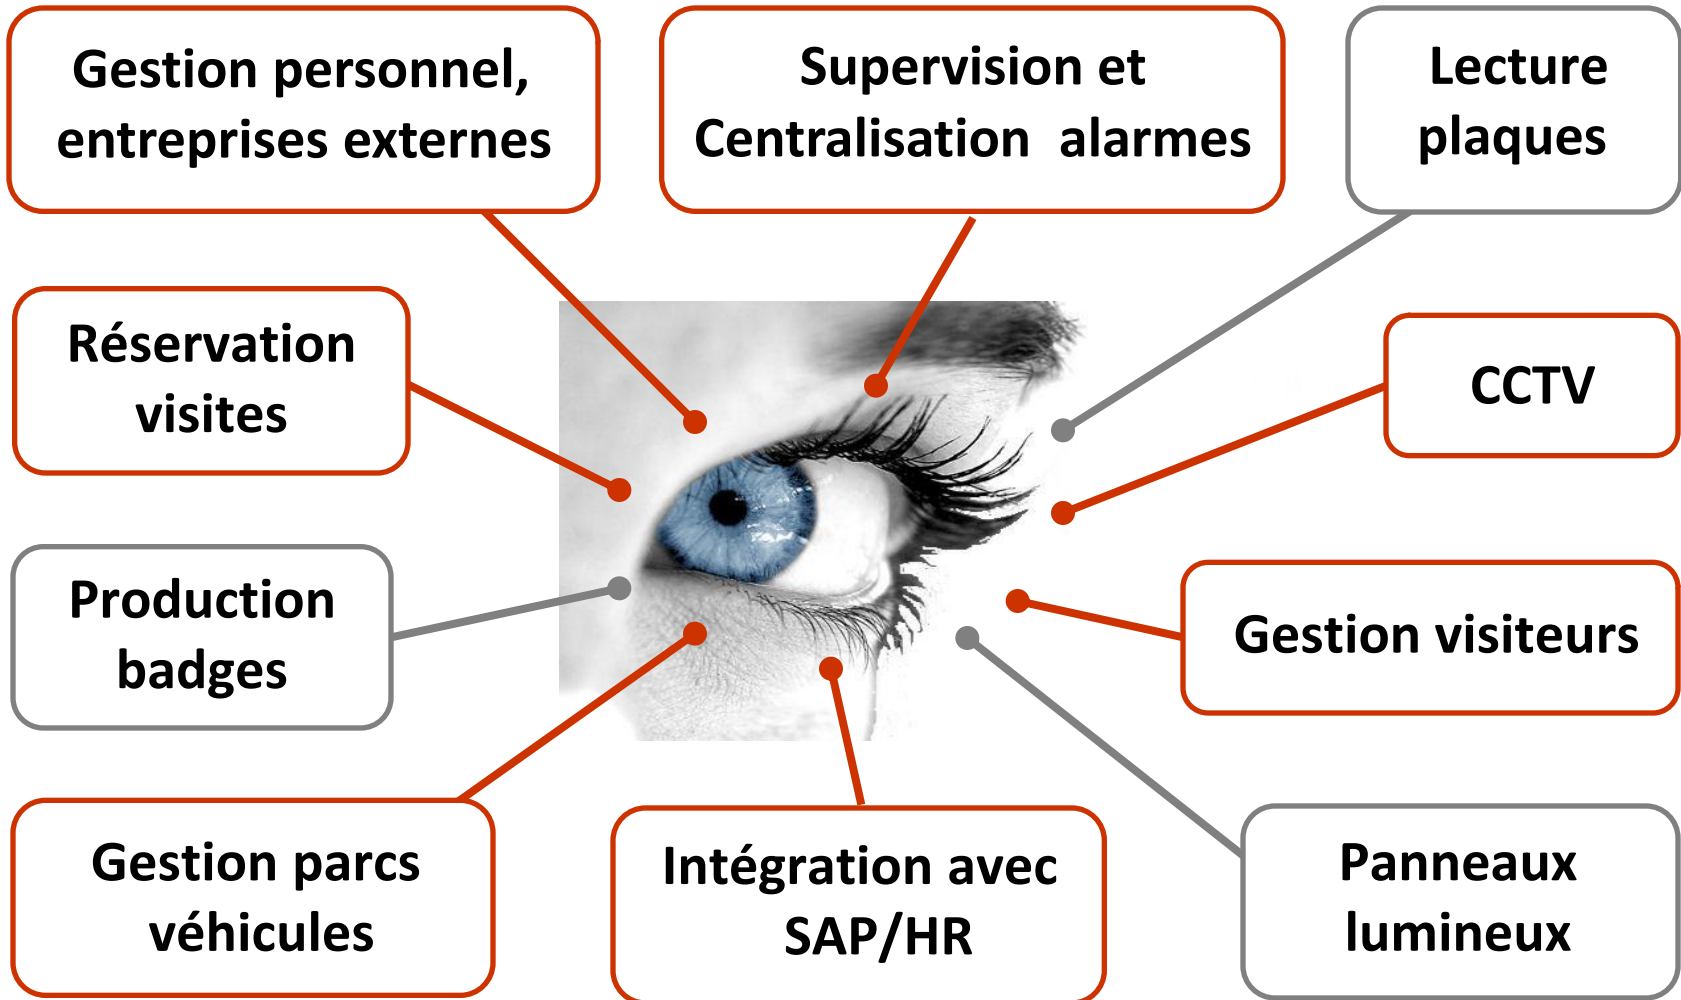 Gestion personnel,
entreprises externes
Supervision et
Centralisation alarmes
Lecture
plaques
Réservation
visites
CCTV
Production
badges
Gestion visiteurs
Gestion parcs
véhicules
Intégration avec
SAP/HR
Panneaux
lumineux